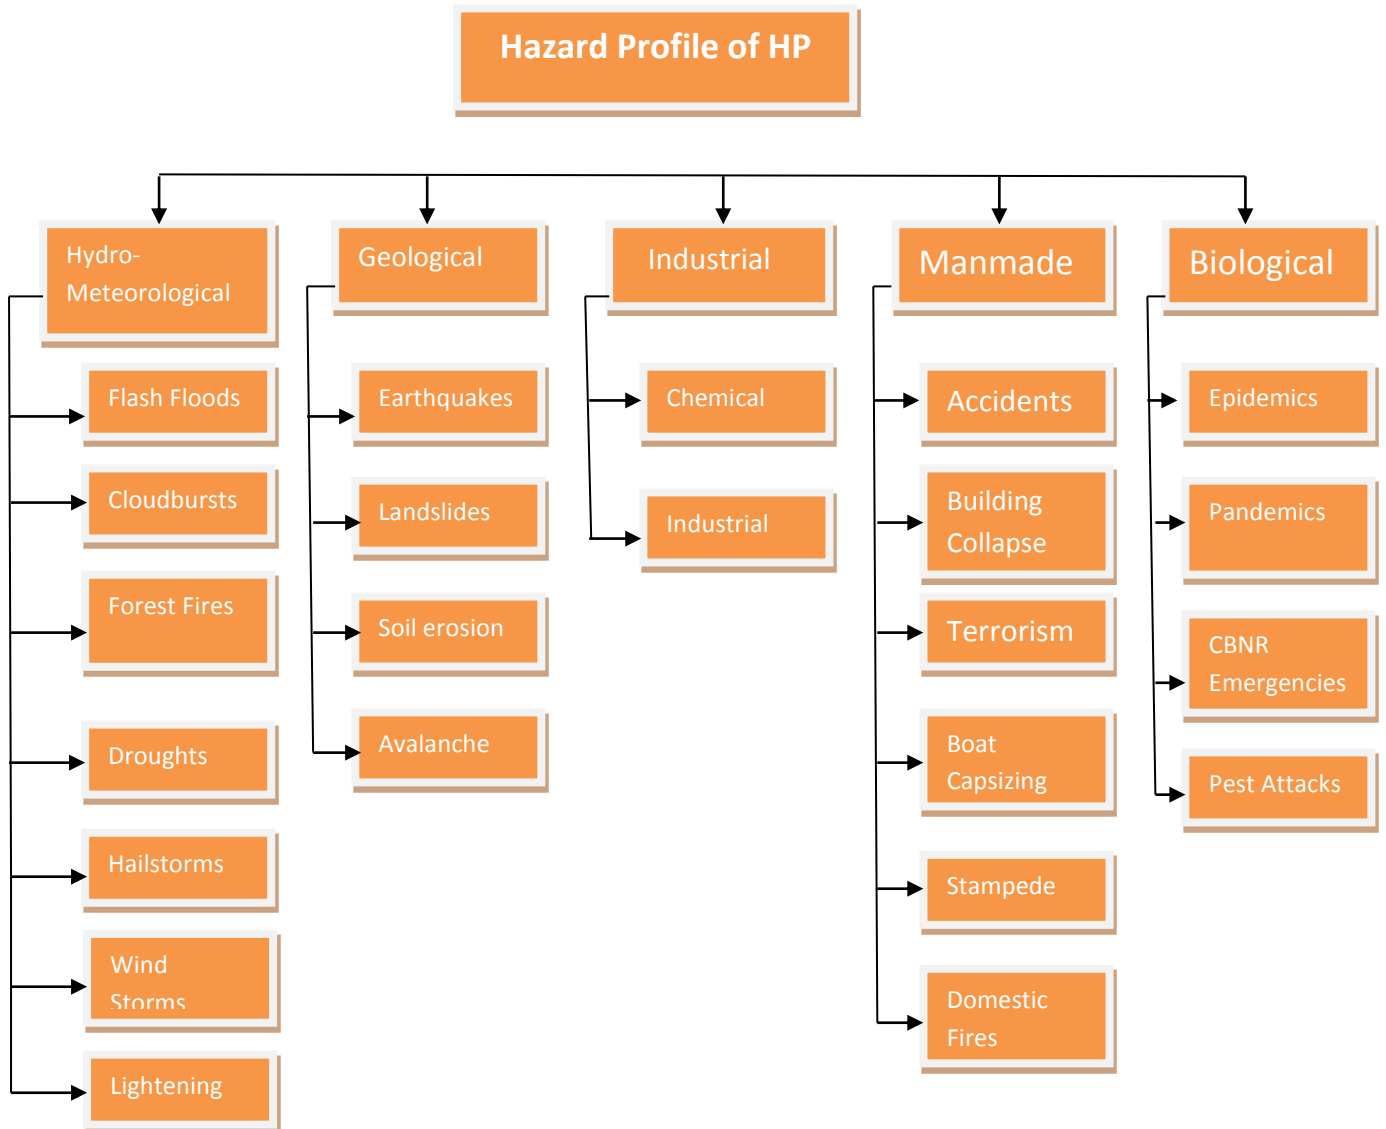 Hazard Profile of HP
Hydro-
Meteorological
Flash Floods
Cloudbursts
Forest Fires
Droughts
Hailstorms
Wind
Storms
Lightening
Geological
Earthquakes
Landslides
Soil erosion
Avalanche
Industrial
Chemical
Industrial
Manmade
Accidents
Building
Collapse
Terrorism
Boat
Capsizing
Stampede
Domestic
Fires
Biological
Epidemics
Pandemics
CBNR
Emergencies
Pest Attacks